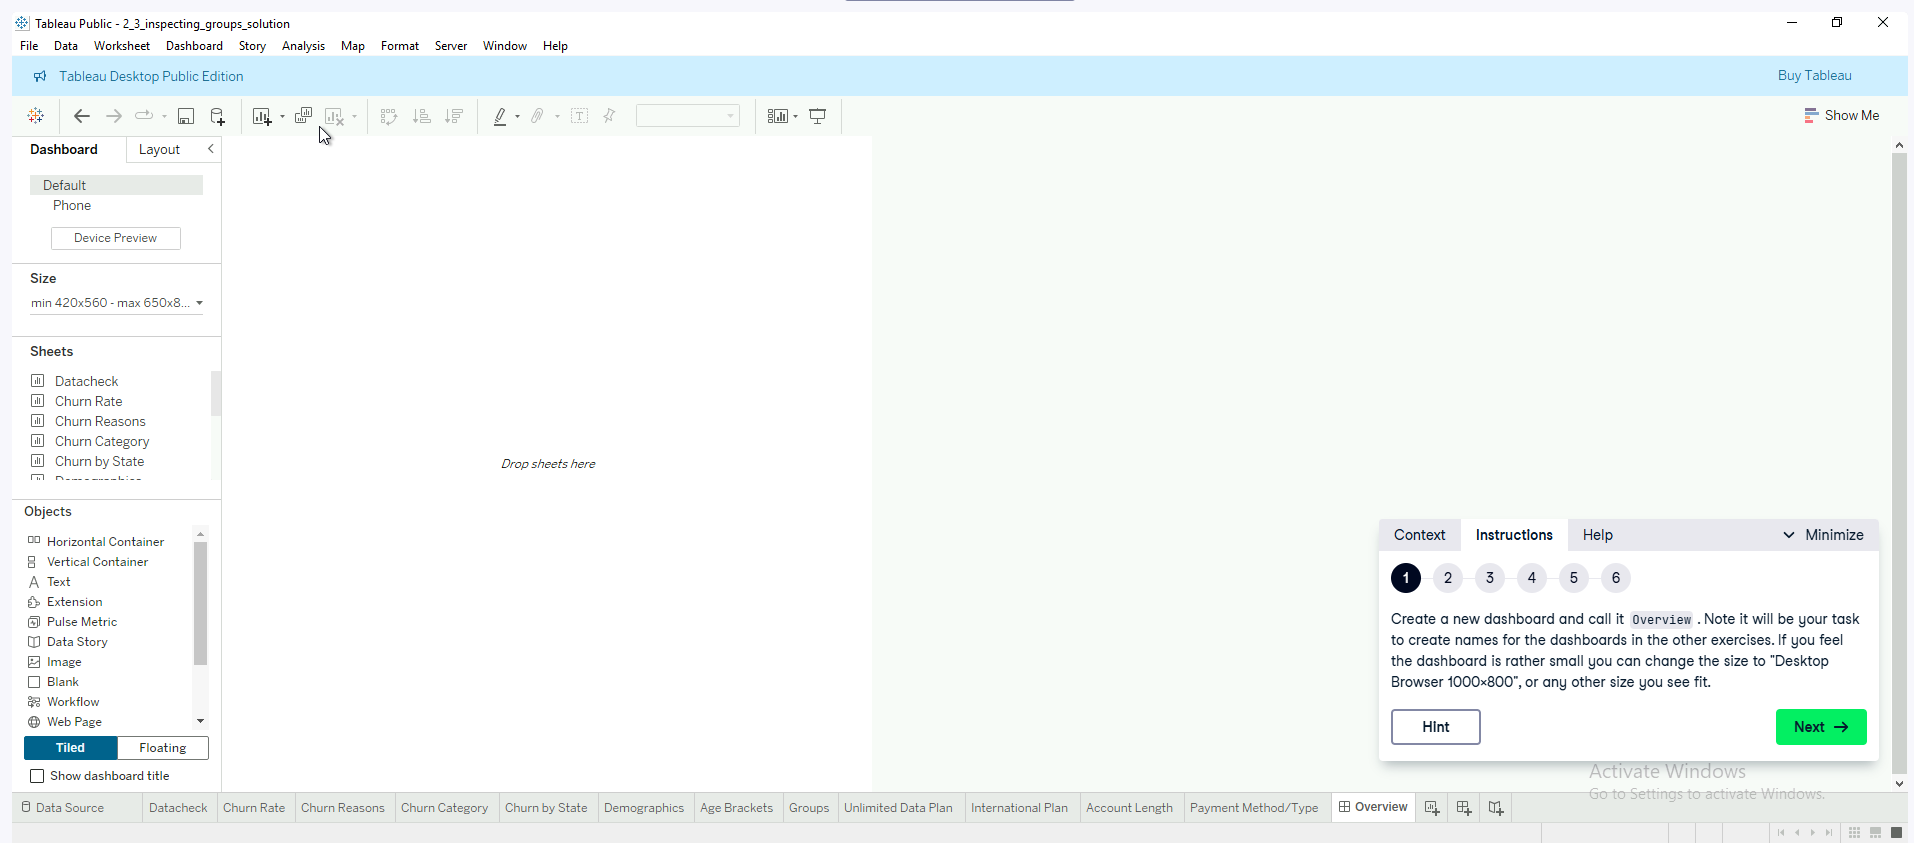 Tableau Public - 2_3_inspecting_groups_solution
File Data Worksheet Dashboard Story Analysis Map Format Server Window Help
Tableau Desktop Public Edition
Buy Tableau
Show Me
Dashboard Layout
Default
Phone
Device Preview
Size
min 420x560 - max 650x8...
Sheets
Datacheck
Churn Rate
Churn Reasons
Churn Category
Churn by State
Demographics
Drop sheets here
Objects
Horizontal Container
Vertical Container
Text
Extension
Pulse Metric
Data Story
Image
Blank
Workflow
Web Page
Tiled Floating
Show dashboard title
Context Instructions Help Minimize
1 2 3 4 5 6
Create a new dashboard and call it Overview . Note it will be your task
to create names for the dashboards in the other exercises. If you feel
the dashboard is rather small you can change the size to "Desktop
Browser 1000x800", or any other size you see fit.
Hint Next
Activate Windows
Go to Settings to activate Windows.
Data Source Datacheck Churn Rate Churn Reasons Churn Category Churn by State Demographics Age Brackets Groups Unlimited Data Plan International Plan Account Length Payment Method/Type Overview